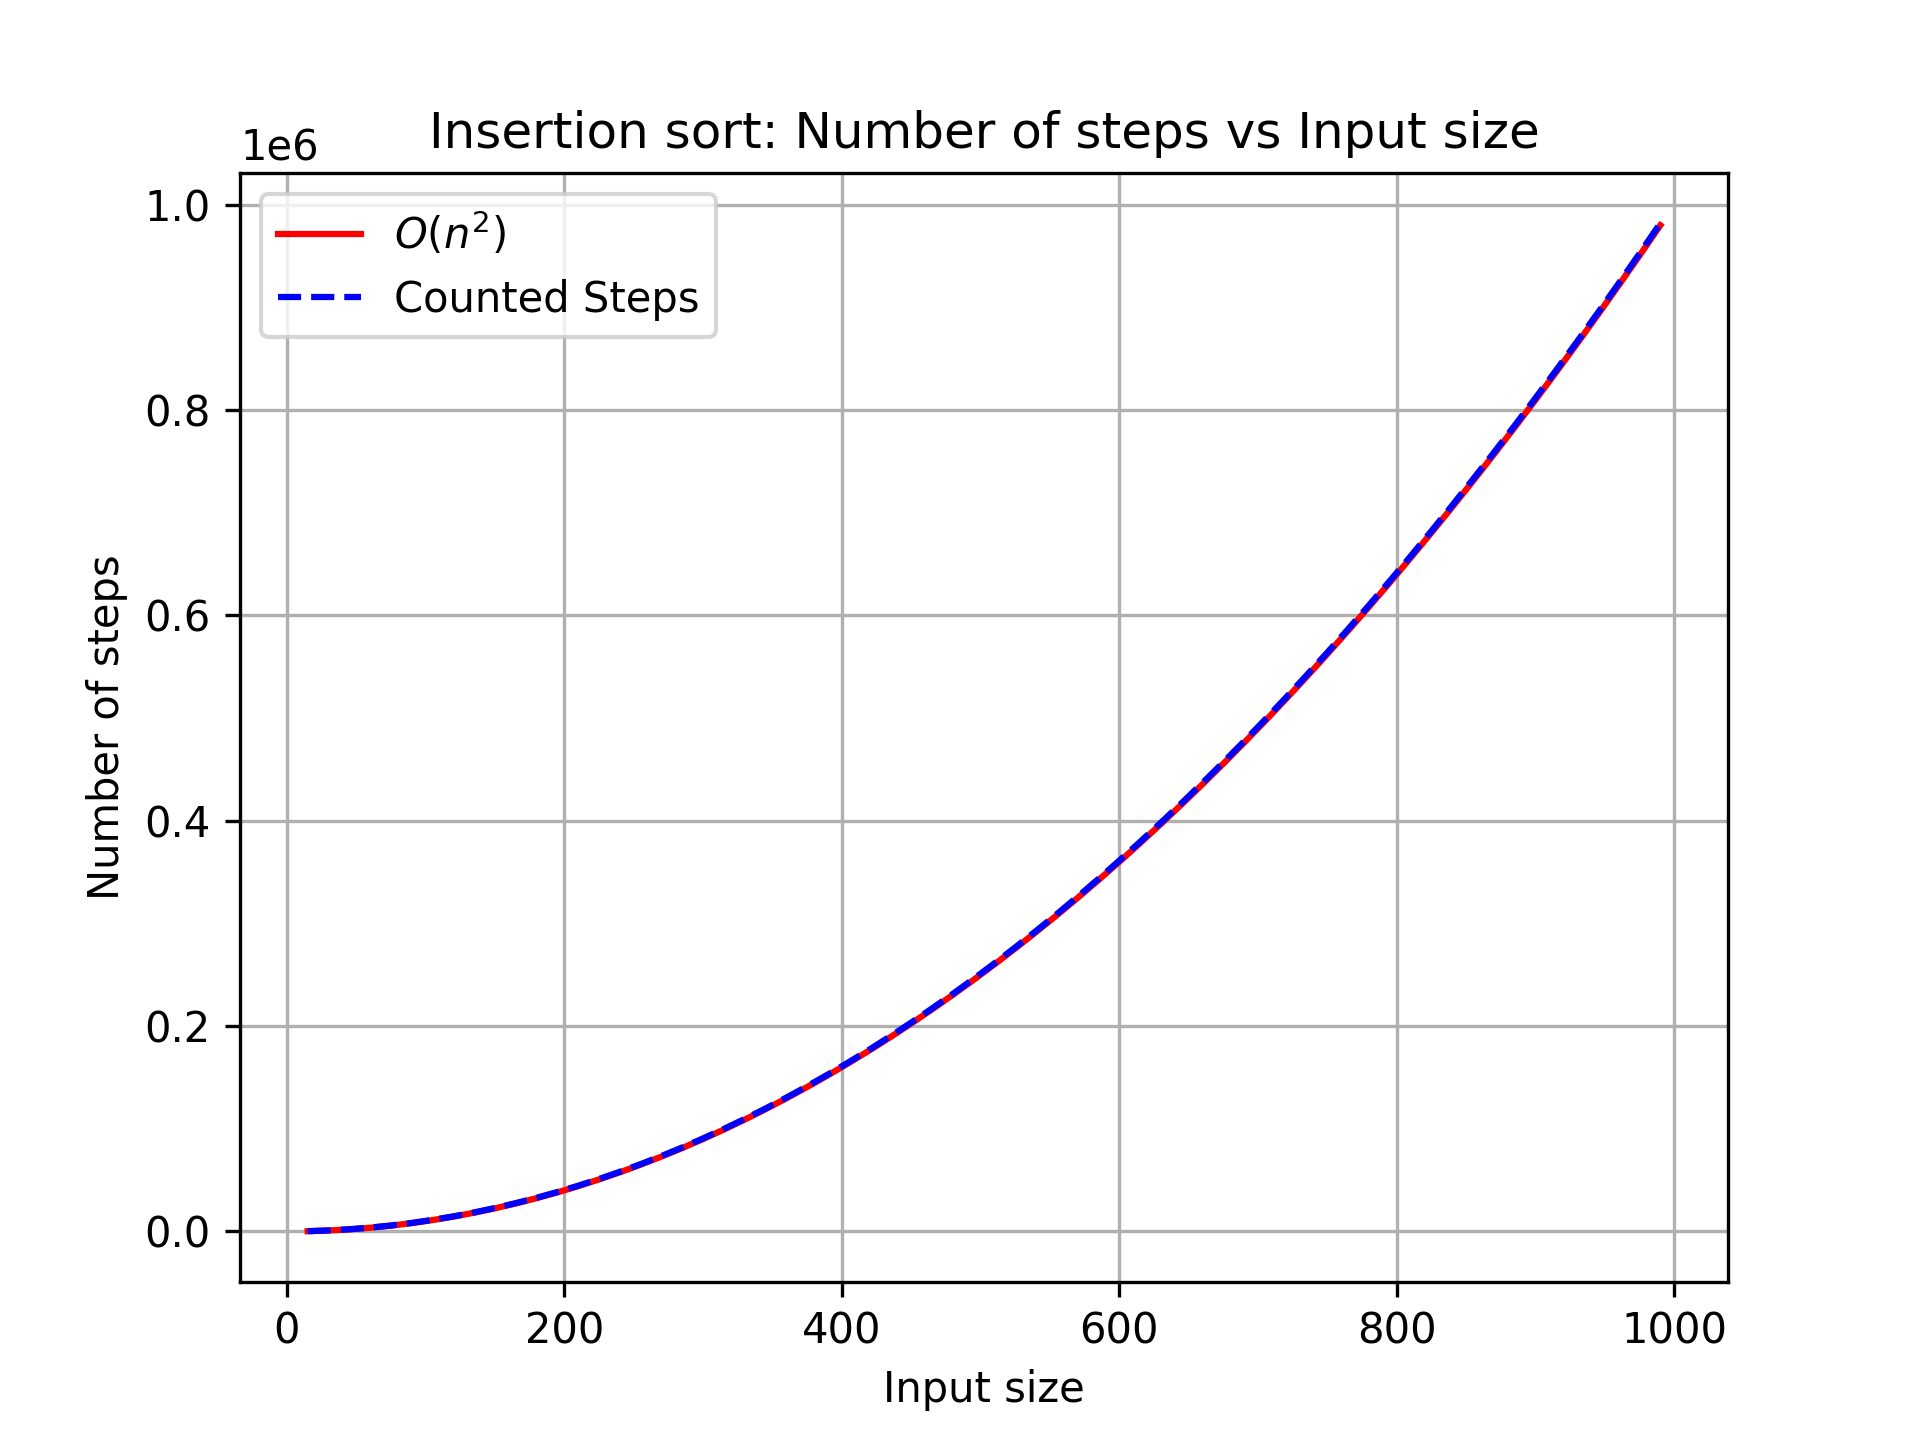 Insertion sort: Number of steps vs Input size
1e6
O(n²)
Counted Steps
1.0
0.8
0.6
0.4
0.2
0.0
Number of steps
0 200 400 600 800 1000
Input size